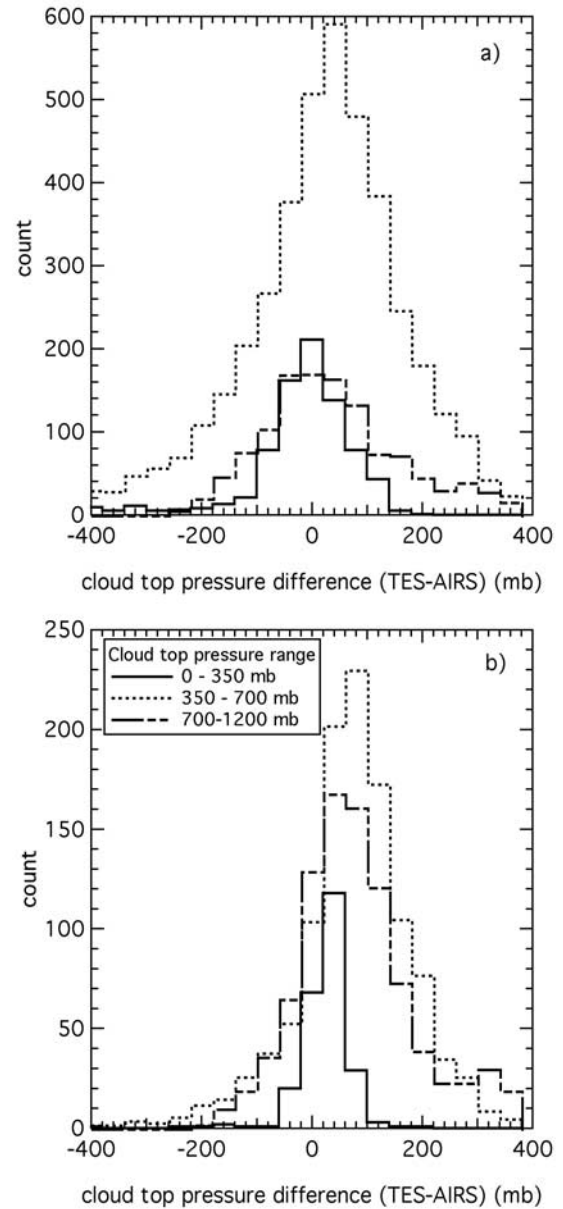 600
a)
500
400
300
200
100
0
count
-400 -200 0 200 400
cloud top pressure difference (TES-AIRS) (mb)
250
b)
Cloud top pressure range
0 - 350 mb
350 - 700 mb
700-1200 mb
200
150
100
50
0
count
-400 -200 0 200 400
cloud top pressure difference (TES-AIRS) (mb)